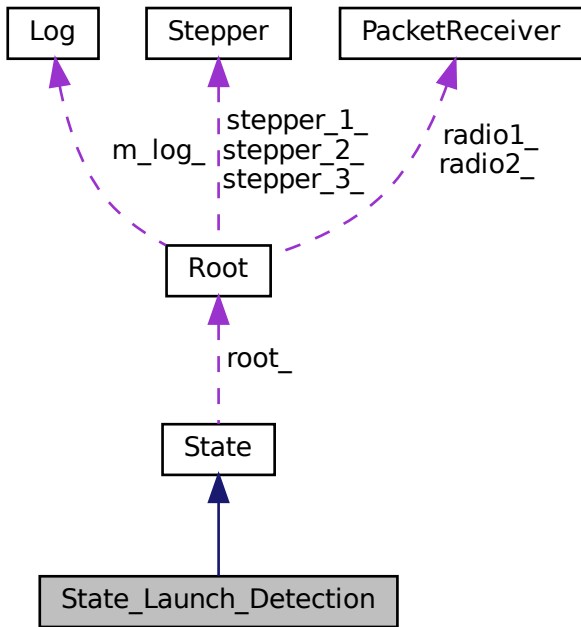 Log
Stepper
PacketReceiver
m_log_
stepper_1_
stepper_2_
stepper_3_
radio1_
radio2_
Root
root_
State
State_Launch_Detection